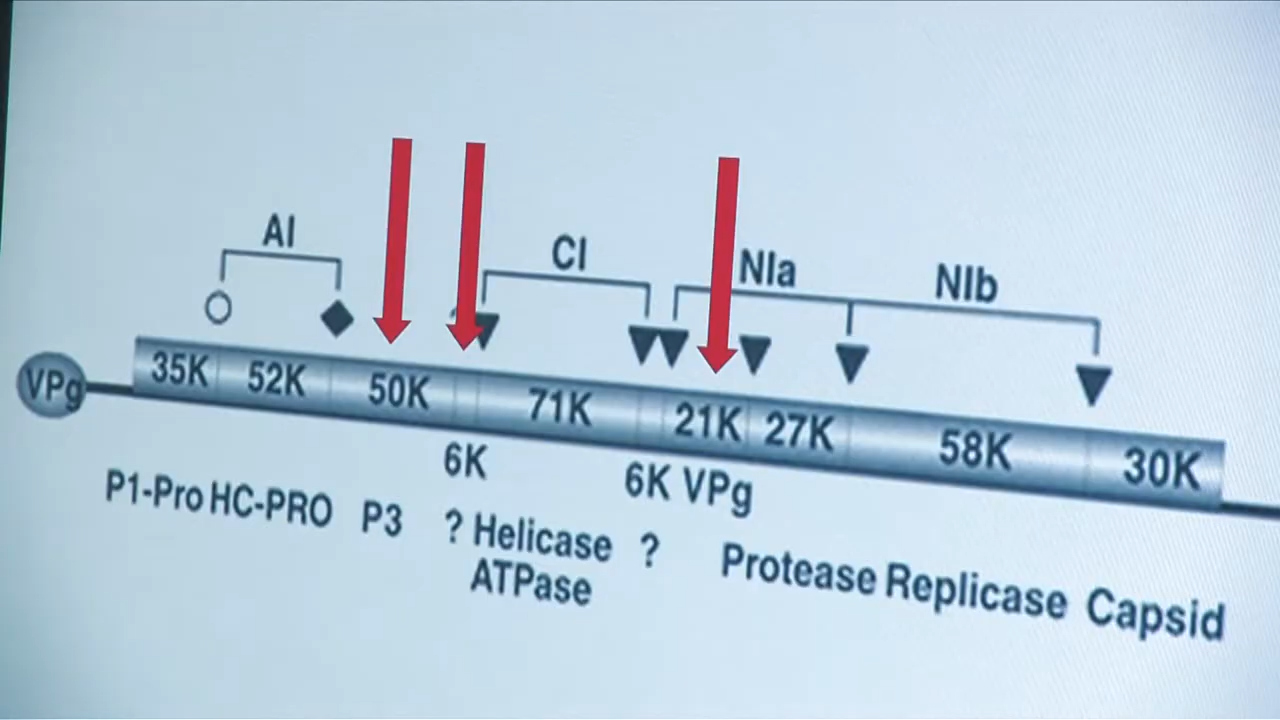 AI
CI
NIa
NIb
VPg
35K
52K
50K
71K
21K
27K
58K
30K
6K
6K VPg
P1-Pro HC-PRO P3 ? Helicase ? Protease Replicase Capsid
ATPase